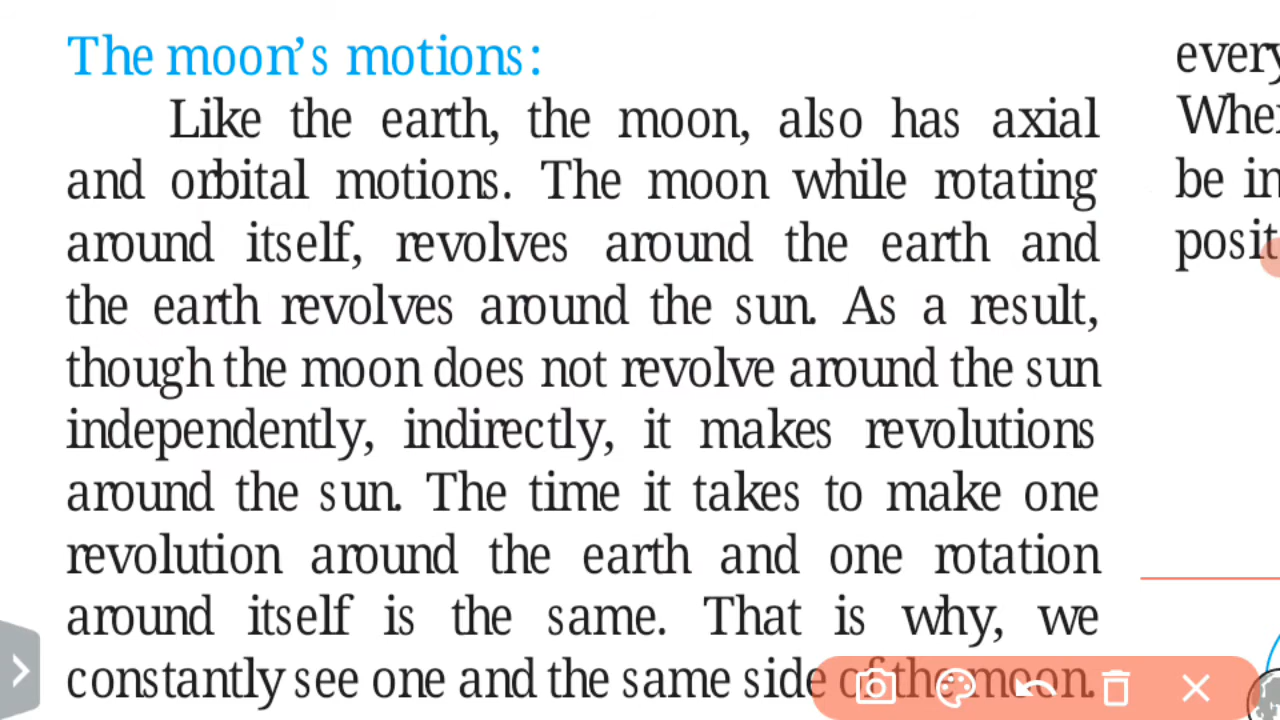 The moon's motions:
Like the earth, the moon, also has axial
and orbital motions. The moon while rotating
around itself, revolves around the earth and
the earth revolves around the sun. As a result,
though the moon does not revolve around the sun
independently, indirectly, it makes revolutions
around the sun. The time it takes to make one
revolution around the earth and one rotation
around itself is the same. That is why, we
constantly see one and the same side of the moon.
be in